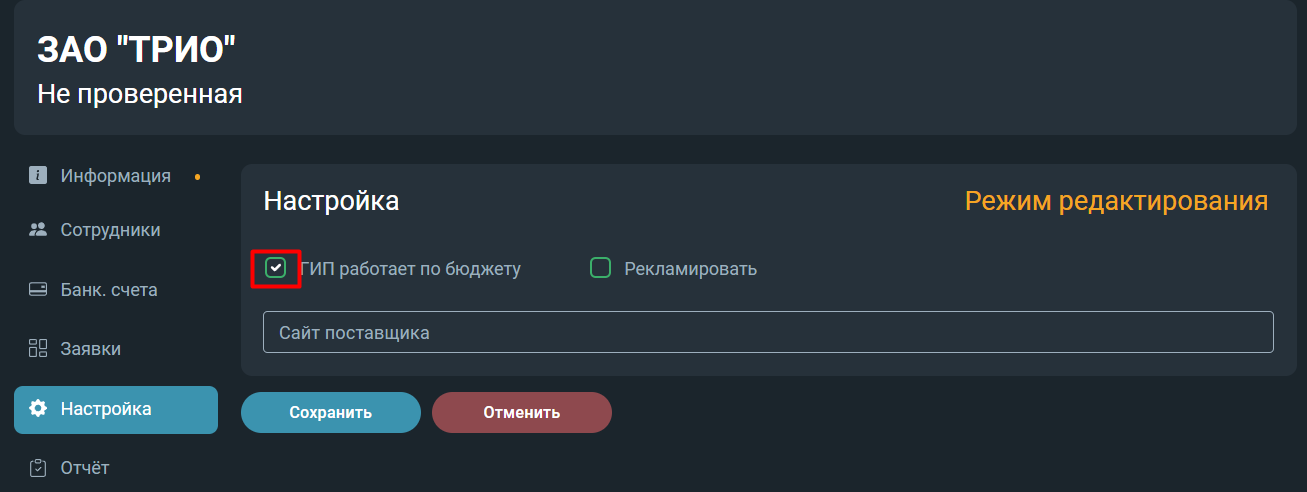 ЗАО "ТРИО"
Не проверенная
Информация
Сотрудники
Банк. счета
Заявки
Настройка
Отчёт
Настройка
Режим редактирования
ГИП работает по бюджету
Рекламировать
Сайт поставщика
Сохранить
Отменить